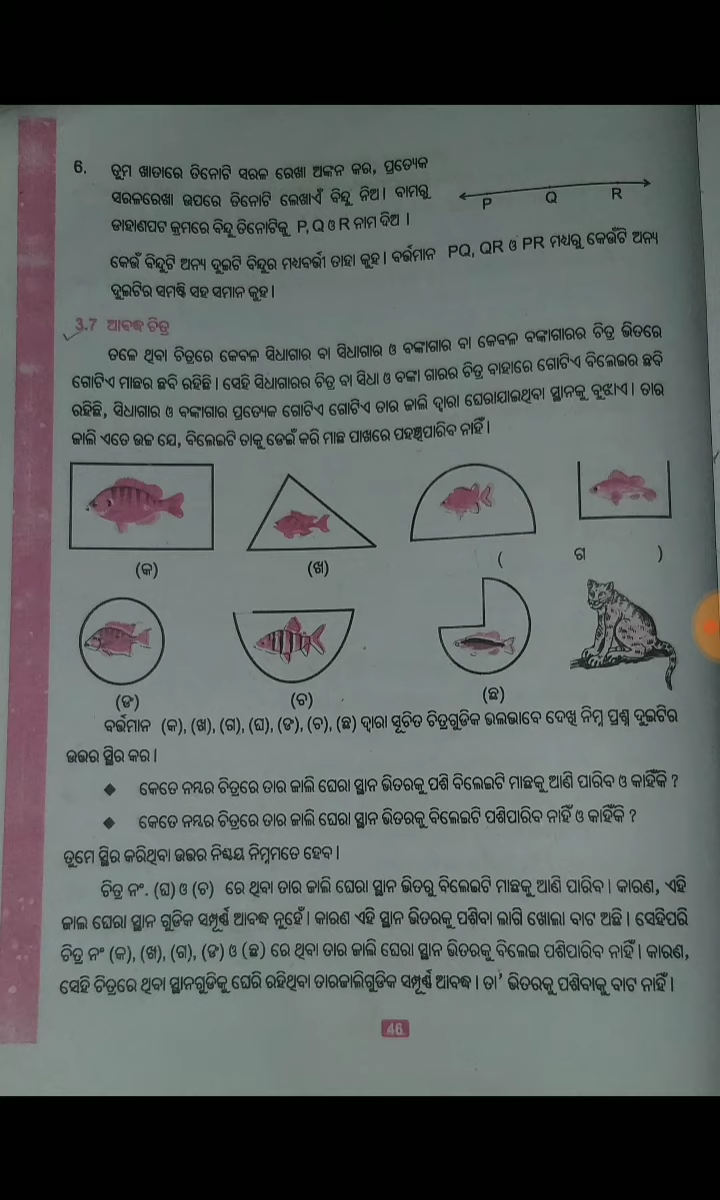 6. ତୁମ ଖାତାରେ ତିନୋଟି ସରଳ ରେଖା ଅଙ୍କନ କର, ପ୍ରତ୍ୟେକ
ସରଳରେଖା ଉପରେ ତିନୋଟି ଲେଖାଏଁ ବିନ୍ଦୁ ନିଅ। ବାମରୁ
ଡାହାଣପଟ କ୍ରମରେ ବିନ୍ଦୁ ତିନୋଟିକୁ P, Q ଓ R ନାମ ଦିଅ ।
P Q R
କେଉଁ ବିନ୍ଦୁଟି ଅନ୍ୟ ଦୁଇଟି ବିନ୍ଦୁର ମଧ୍ୟବର୍ତ୍ତୀ ତାହା କୁହ। ବର୍ତ୍ତମାନ PQ, QR ଓ PR ମଧ୍ୟରୁ କେଉଁଟି ଅନ୍ୟ
ଦୁଇଟିର ସମଷ୍ଟି ସହ ସମାନ କୁହ।
3.7 ଆବଦ୍ଧ ଚିତ୍ର
ତଳେ ଥିବା ଚିତ୍ରରେ କେବଳ ସିଧାଗାର ବା ସିଧାଗାର ଓ ବଙ୍କାଗାର ବା କେବଳ ବଙ୍କାଗାରର ଚିତ୍ର ଭିତରେ
ଗୋଟିଏ ମାଛର ଛବି ରହିଛି। ସେହି ସିଧାଗାରର ଚିତ୍ର ବା ସିଧା ଓ ବଙ୍କା ଗାରର ଚିତ୍ର ବାହାରେ ଗୋଟିଏ ବିଲେଇର ଛବି
ରହିଛି, ସିଧାଗାର ଓ ବଙ୍କାଗାର ପ୍ରତ୍ୟେକ ଗୋଟିଏ ଗୋଟିଏ ତାର ଜାଲି ଦ୍ୱାରା ଘେରାଯାଇଥିବା ସ୍ଥାନକୁ ବୁଝାଏ। ତାର
ଜାଲି ଏତେ ଉଚ୍ଚ ଯେ, ବିଲେଇଟି ତାକୁ ଡେଇଁ କରି ମାଛ ପାଖରେ ପହଞ୍ଚିପାରିବ ନାହିଁ।
(କ) (ଖ) ( ଗ )
(ଙ) (ଚ) (ଛ)
ବର୍ତ୍ତମାନ (କ), (ଖ), (ଗ), (ଘ), (ଙ), (ଚ), (ଛ) ଦ୍ୱାରା ସୂଚିତ ଚିତ୍ରଗୁଡିକ ଭଲଭାବେ ଦେଖି ନିମ୍ନ ପ୍ରଶ୍ନ ଦୁଇଟିର
ଉତ୍ତର ସ୍ଥିର କର।
◆ କେତେ ନମ୍ବର ଚିତ୍ରରେ ତାର ଜାଲି ଘେରା ସ୍ଥାନ ଭିତରକୁ ପଶି ବିଲେଇଟି ମାଛକୁ ଆଣି ପାରିବ ଓ କାହିଁକି ?
◆ କେତେ ନମ୍ବର ଚିତ୍ରରେ ତାର ଜାଲି ଘେରା ସ୍ଥାନ ଭିତରକୁ ବିଲେଇଟି ପଶିପାରିବ ନାହିଁ ଓ କାହିଁକି ?
ତୁମେ ସ୍ଥିର କରିଥିବା ଉତ୍ତର ନିଶ୍ଚୟ ନିମ୍ନମତେ ହେବ।
ଚିତ୍ର ନଂ. (ଘ) ଓ (ଚ) ରେ ଥିବା ତାର ଜାଲି ଘେରା ସ୍ଥାନ ଭିତରୁ ବିଲେଇଟି ମାଛକୁ ଆଣି ପାରିବ। କାରଣ, ଏହି
ଜାଲ ଘେରା ସ୍ଥାନ ଗୁଡିକ ସମ୍ପୂର୍ଣ୍ଣ ଆବଦ୍ଧ ନୁହେଁ। କାରଣ ଏହି ସ୍ଥାନ ଭିତରକୁ ପଶିବା ଲାଗି ଖୋଲା ବାଟ ଅଛି। ସେହିପରି
ଚିତ୍ର ନଂ (କ), (ଖ), (ଗ), (ଙ) ଓ (ଛ) ରେ ଥିବା ତାର ଜାଲି ଘେରା ସ୍ଥାନ ଭିତରକୁ ବିଲେଇ ପଶିପାରିବ ନାହିଁ। କାରଣ,
ସେହି ଚିତ୍ରରେ ଥିବା ସ୍ଥାନଗୁଡିକୁ ଘେରି ରହିଥିବା ତାରଜାଲିଗୁଡିକ ସମ୍ପୂର୍ଣ୍ଣ ଆବଦ୍ଧ। ତା' ଭିତରକୁ ପଶିବାକୁ ବାଟ ନାହିଁ।
46